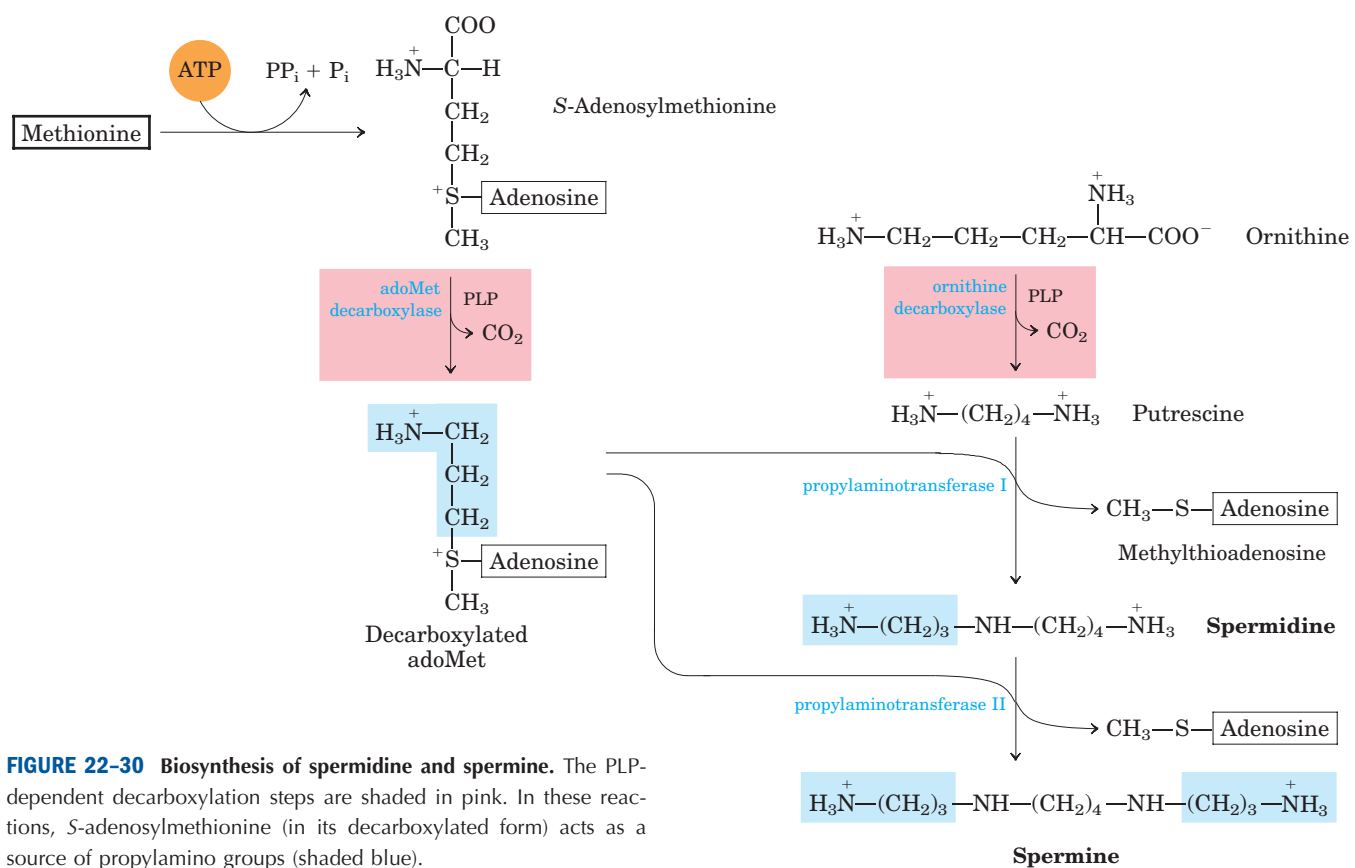 COO
H₃N⁺—C—H
ATP
PPᵢ + Pᵢ
CH₂
S-Adenosylmethionine
Methionine
CH₂
⁺S—Adenosine
CH₃
⁺NH₃
H₃N⁺—CH₂—CH₂—CH₂—CH—COO⁻ Ornithine
adoMet
decarboxylase
PLP
CO₂
ornithine
decarboxylase
PLP
CO₂
H₃N⁺—(CH₂)₄—⁺NH₃ Putrescine
H₃N⁺—CH₂
CH₂
CH₂
⁺S—Adenosine
CH₃
Decarboxylated
adoMet
propylaminotransferase I
CH₃—S—Adenosine
Methylthioadenosine
H₃N⁺—(CH₂)₃—NH—(CH₂)₄—⁺NH₃ Spermidine
propylaminotransferase II
CH₃—S—Adenosine
H₃N⁺—(CH₂)₃—NH—(CH₂)₄—NH—(CH₂)₃—⁺NH₃
Spermine
FIGURE 22–30 Biosynthesis of spermidine and spermine. The PLP-
dependent decarboxylation steps are shaded in pink. In these reac-
tions, S-adenosylmethionine (in its decarboxylated form) acts as a
source of propylamino groups (shaded blue).